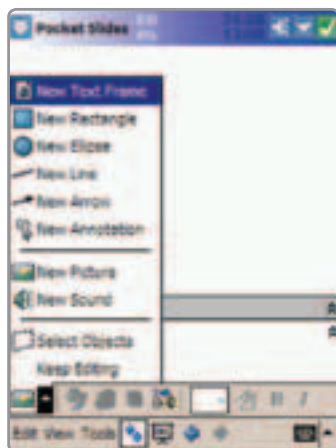 Pocket Slides
New Text Frame
New Rectangle
New Elipse
New Line
New Arrow
New Annotation
New Picture
New Sound
Select Objects
Keep Editing
B I
Edit View Tools